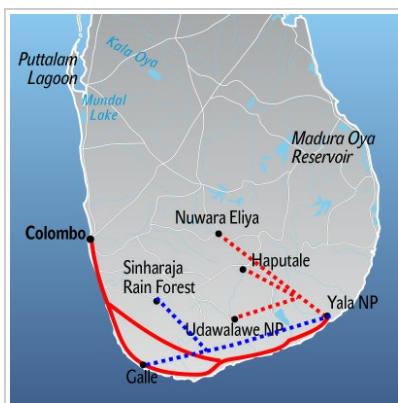 Puttalam
Lagoon
Kala Oya
Mundal
Lake
Madura Oya
Reservoir
Nuwara Eliya
Colombo
Haputale
Sinharaja
Rain Forest
Yala NP
Udawalawe NP
Galle